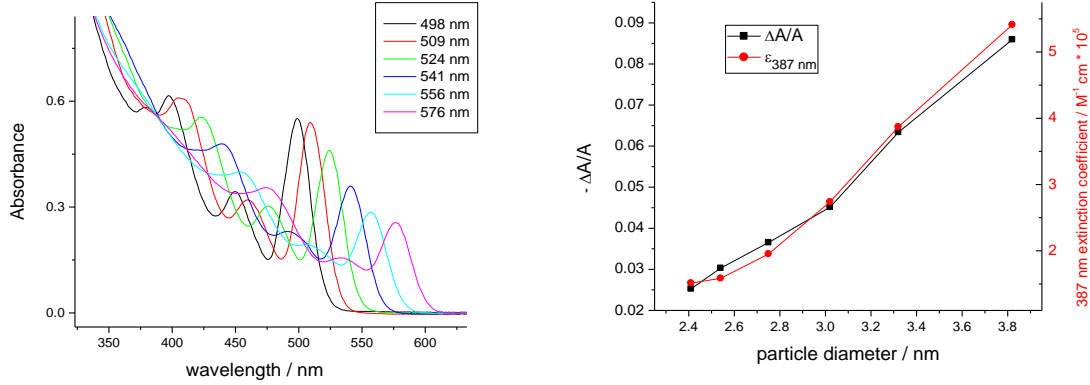 498 nm
509 nm
524 nm
541 nm
556 nm
576 nm
0.6
0.3
0.0
Absorbance
350 400 450 500 550 600
wavelength / nm
ΔA/A
ε387 nm
0.09
0.08
0.07
0.06
0.05
0.04
0.03
0.02
- ΔA/A
2.4 2.6 2.8 3.0 3.2 3.4 3.6 3.8
particle diameter / nm
5
4
3
2
387 nm extinction coefficient / M-1 cm * 10^5